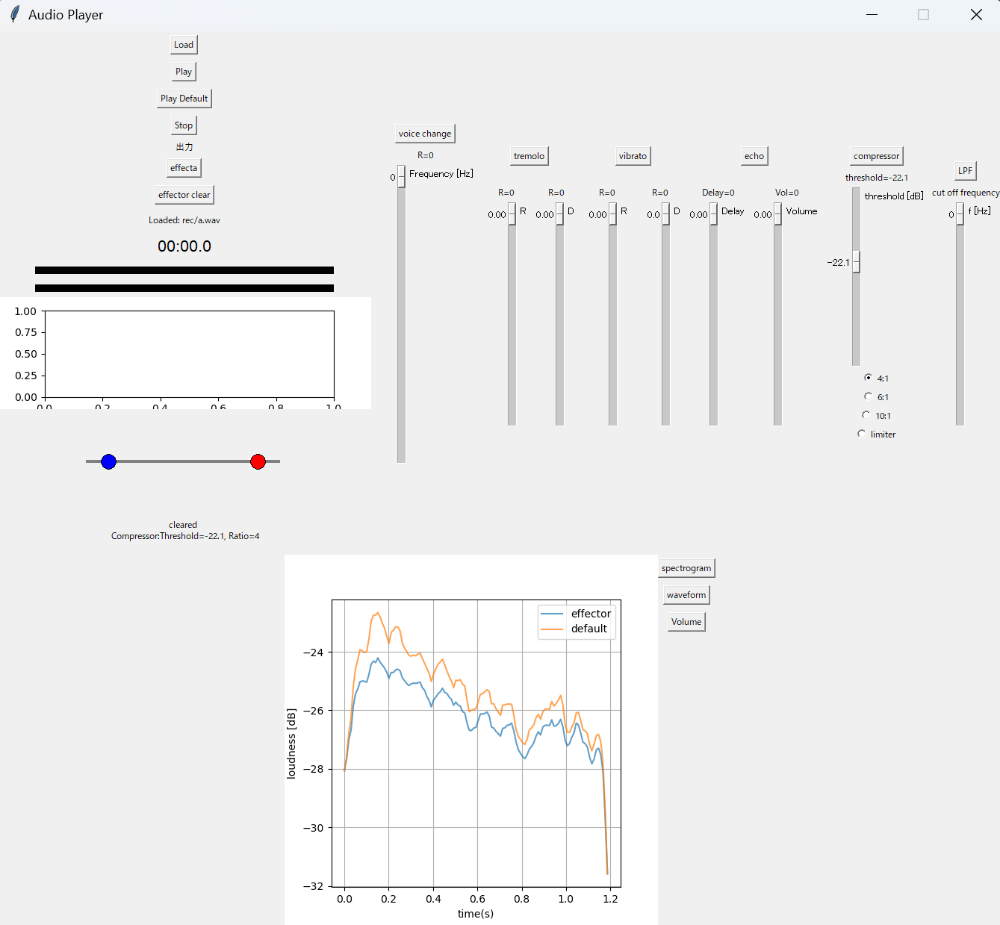 Audio Player
Load
Play
Play Default
Stop
出力
effecta
effector clear
Loaded: rec/a.wav
00:00.0
1.00
0.75
0.50
0.25
0.00
0.0 0.2 0.4 0.6 0.8 1.0
cleared
Compressor:Threshold=-22.1, Ratio=4
voice change
R=0
0 Frequency [Hz]
tremolo
R=0 R=0
0.00 R 0.00 D
vibrato
R=0 R=0
0.00 R 0.0 D
echo
Delay=0 Vol=0
0.00 Delay 0.00 Volume
compressor
threshold=-22.1
threshold [dB]
-22.1
4:1
6:1
10:1
limiter
LPF
cut off frequency
0 f [Hz]
effector
default
−24
−26
−28
−30
−32
loudness [dB]
0.0 0.2 0.4 0.6 0.8 1.0 1.2
time(s)
spectrogram
waveform
Volume